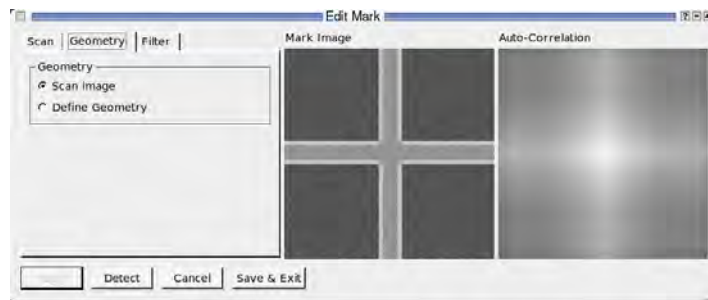 Edit Mark
Scan Geometry Filter
Mark Image
Auto-Correlation
Geometry
Scan Image
Define Geometry
Detect Cancel Save & Exit